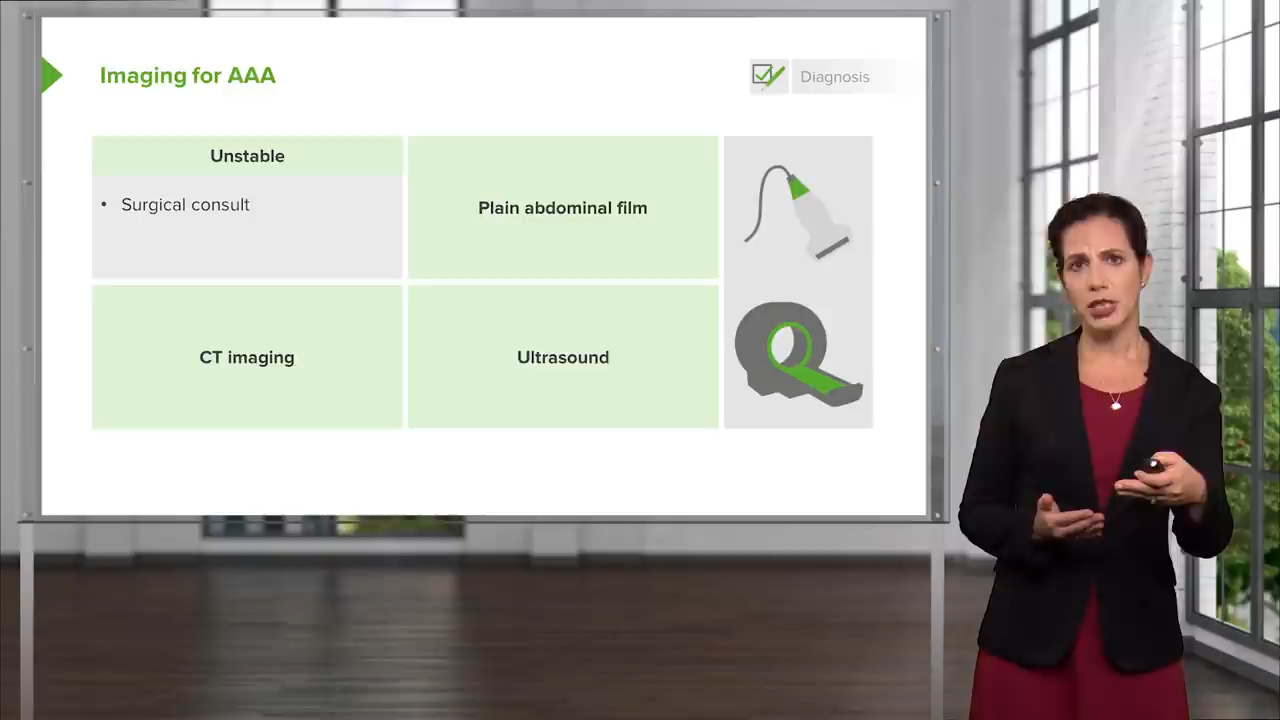 Imaging for AAA
Diagnosis
Unstable
• Surgical consult
Plain abdominal film
CT imaging
Ultrasound